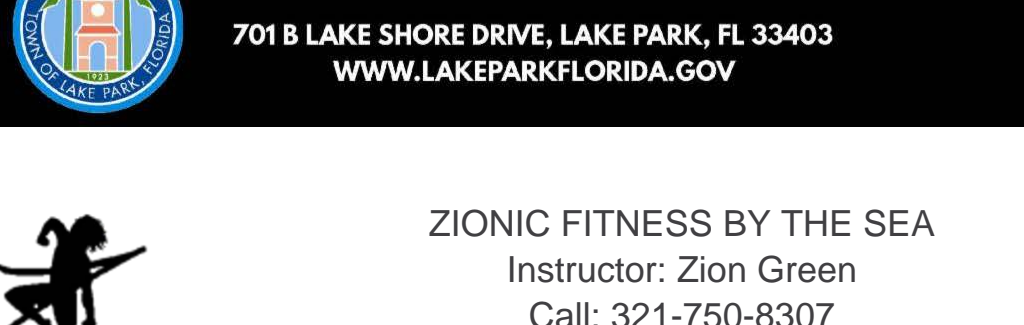 TOWN OF LAKE PARK, FLORIDA
1923
701 B LAKE SHORE DRIVE, LAKE PARK, FL 33403
WWW.LAKEPARKFLORIDA.GOV
ZIONIC FITNESS BY THE SEA
Instructor: Zion Green
Call: 321-750-8307